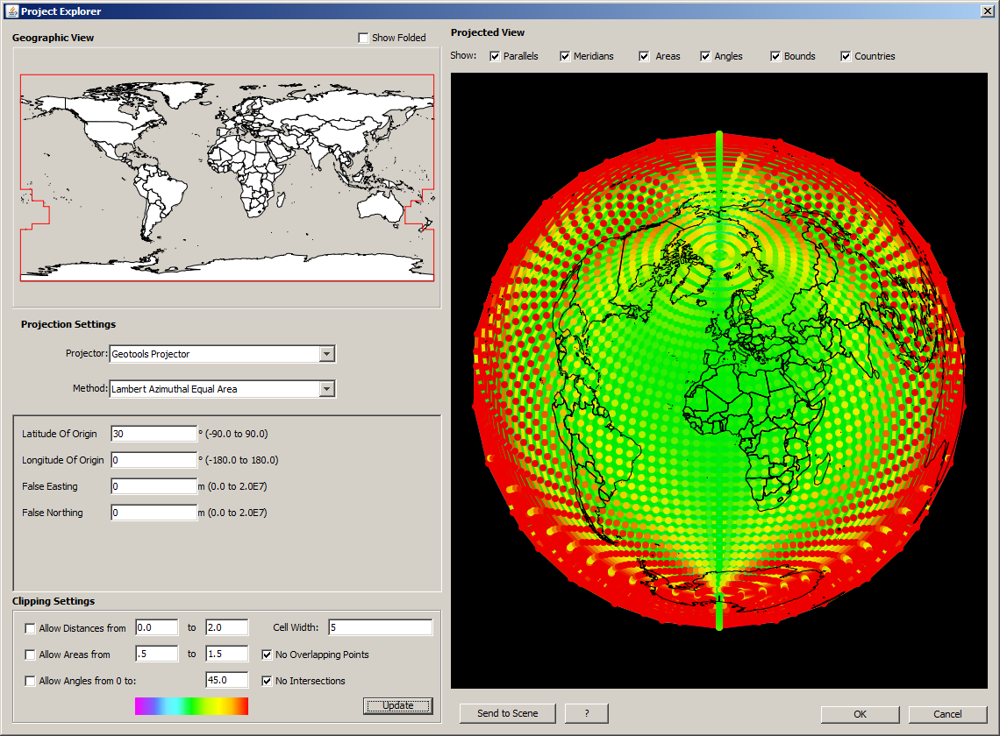 Project Explorer
Geographic View
Show Folded
Projected View
Show:
Parallels
Meridians
Areas
Angles
Bounds
Countries
Projection Settings
Projector: Geotools Projector
Method: Lambert Azimuthal Equal Area
Latitude Of Origin 30 ° (-90.0 to 90.0)
Longitude Of Origin 0 ° (-180.0 to 180.0)
False Easting 0 m (0.0 to 2.0E7)
False Northing 0 m (0.0 to 2.0E7)
Clipping Settings
Allow Distances from 0.0 to 2.0 Cell Width: 5
Allow Areas from .5 to 1.5 No Overlapping Points
Allow Angles from 0 to: 45.0 No Intersections
Update
Send to Scene
?
OK
Cancel